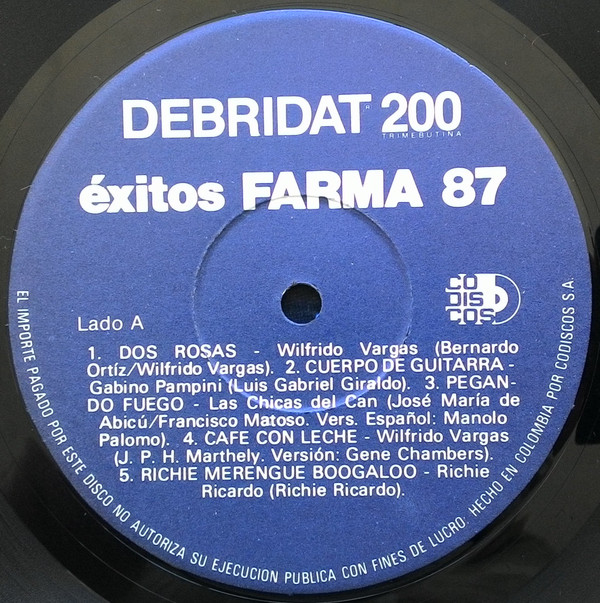 DEBRIDAT® 200
TRIMEBUTINA
éxitos FARMA 87
CO
DIS
COS
Lado A
1. DOS ROSAS - Wilfrido Vargas (Bernardo
Ortíz/Wilfrido Vargas). 2. CUERPO DE GUITARRA -
Gabino Pampini (Luis Gabriel Giraldo). 3. PEGAN-
DO FUEGO - Las Chicas del Can (José María de
Abicú/Francisco Matoso. Vers. Español: Manolo
Palomo). 4. CAFE CON LECHE - Wilfrido Vargas
(J. P. H. Marthely. Versión: Gene Chambers).
5. RICHIE MERENGUE BOOGALOO - Richie
Ricardo (Richie Ricardo).
EL IMPORTE PAGADO POR ESTE DISCO NO AUTORIZA SU EJECUCION PUBLICA CON FINES DE LUCRO. HECHO EN COLOMBIA POR CODISCOS S.A.